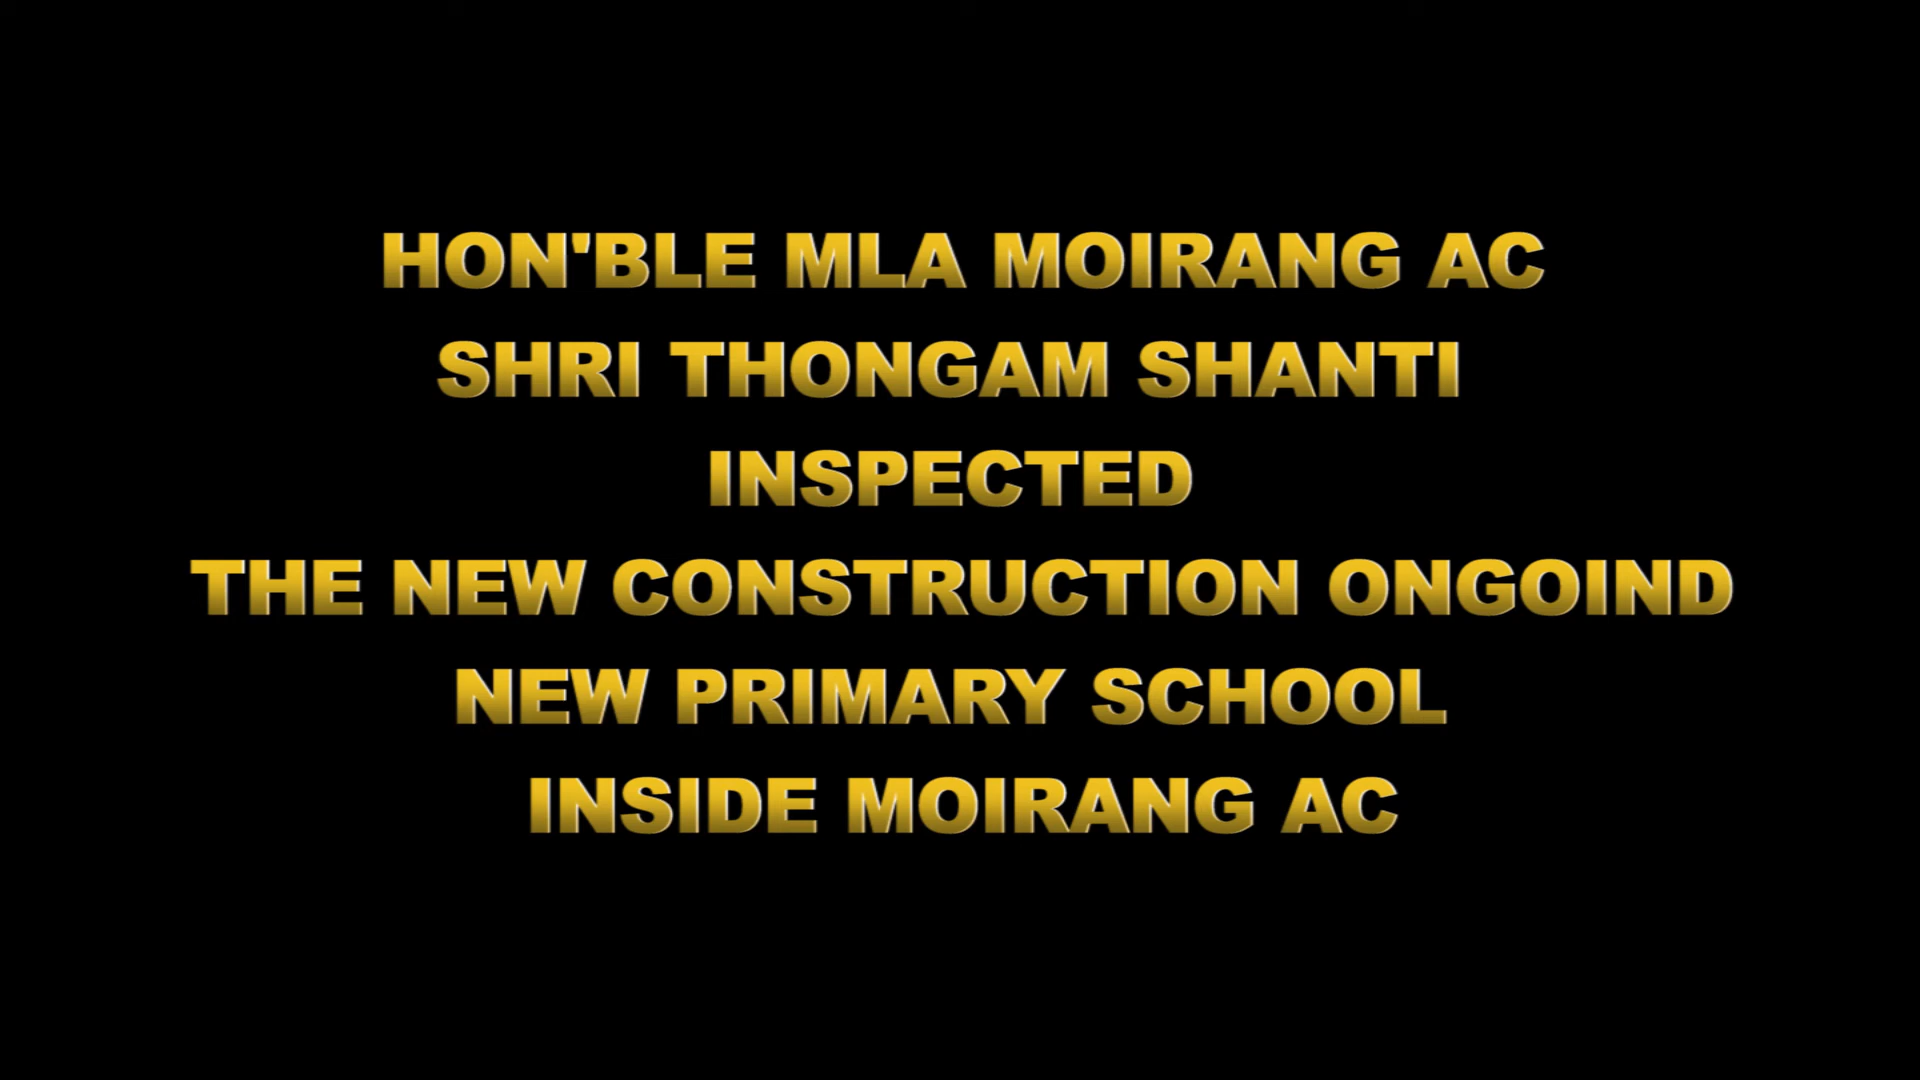 HON'BLE MLA MOIRANG AC
SHRI THONGAM SHANTI
INSPECTED
THE NEW CONSTRUCTION ONGOIND
NEW PRIMARY SCHOOL
INSIDE MOIRANG AC